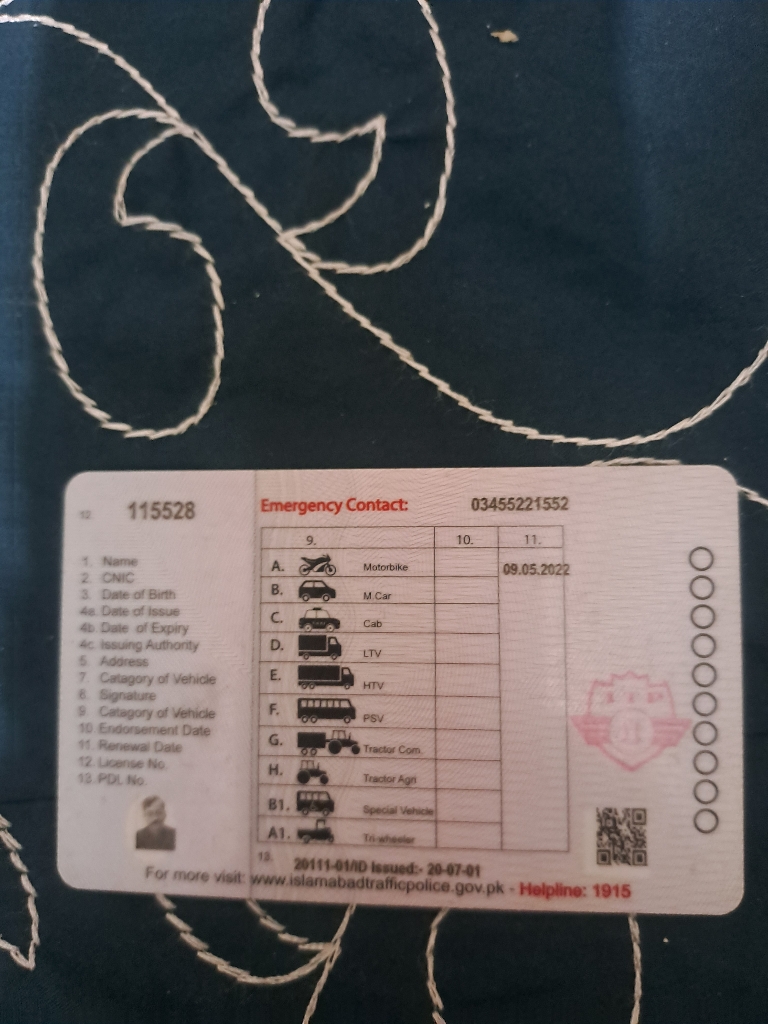 12. 115528
Emergency Contact: 03455221552
1. Name
2. CNIC
3. Date of Birth
4a. Date of Issue
4b. Date of Expiry
4c. Issuing Authority
5. Address
7. Catagory of Vehicle
8. Signature
9. Catagory of Vehicle
10. Endorsement Date
11. Renewal Date
12. License No.
13. PDL No.
9. 10. 11.
A. Motorbike 09.05.2022
B. M.Car
C. Cab
D. LTV
E. HTV
F. PSV
G. Tractor Com.
H. Tractor Agri
B1. Special Vehicle
A1. Tri-wheeler
13. 20111-01/ID Issued:- 20-07-01
For more visit: www.islamabadtrafficpolice.gov.pk - Helpline: 1915